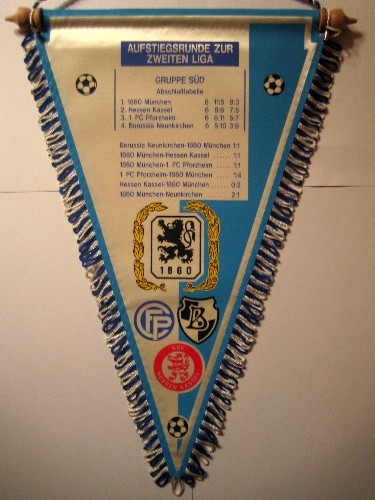 AUFSTIEGSRUNDE ZUR
ZWEITEN LIGA
GRUPPE SÜD
Abschlußtabelle
1. 1860 München 6 11:5 9:3
2. Hessen Kassel 6 9:6 7:5
3. 1. FC Pforzheim 6 8:11 5:7
4. Borussia Neunkirchen 6 5:10 3:9
Borussia Neunkirchen-1860 München 1:1
1860 München-Hessen Kassel ...... 1:1
1860 München-1. FC Pforzheim .... 1:1
1 FC Pforzheim-1860 München .... 1:4
Hessen Kassel-1860 München ...... 0:2
1860 München-Neunkirchen ........ 2:1
1860
KSV
HESSEN KASSEL